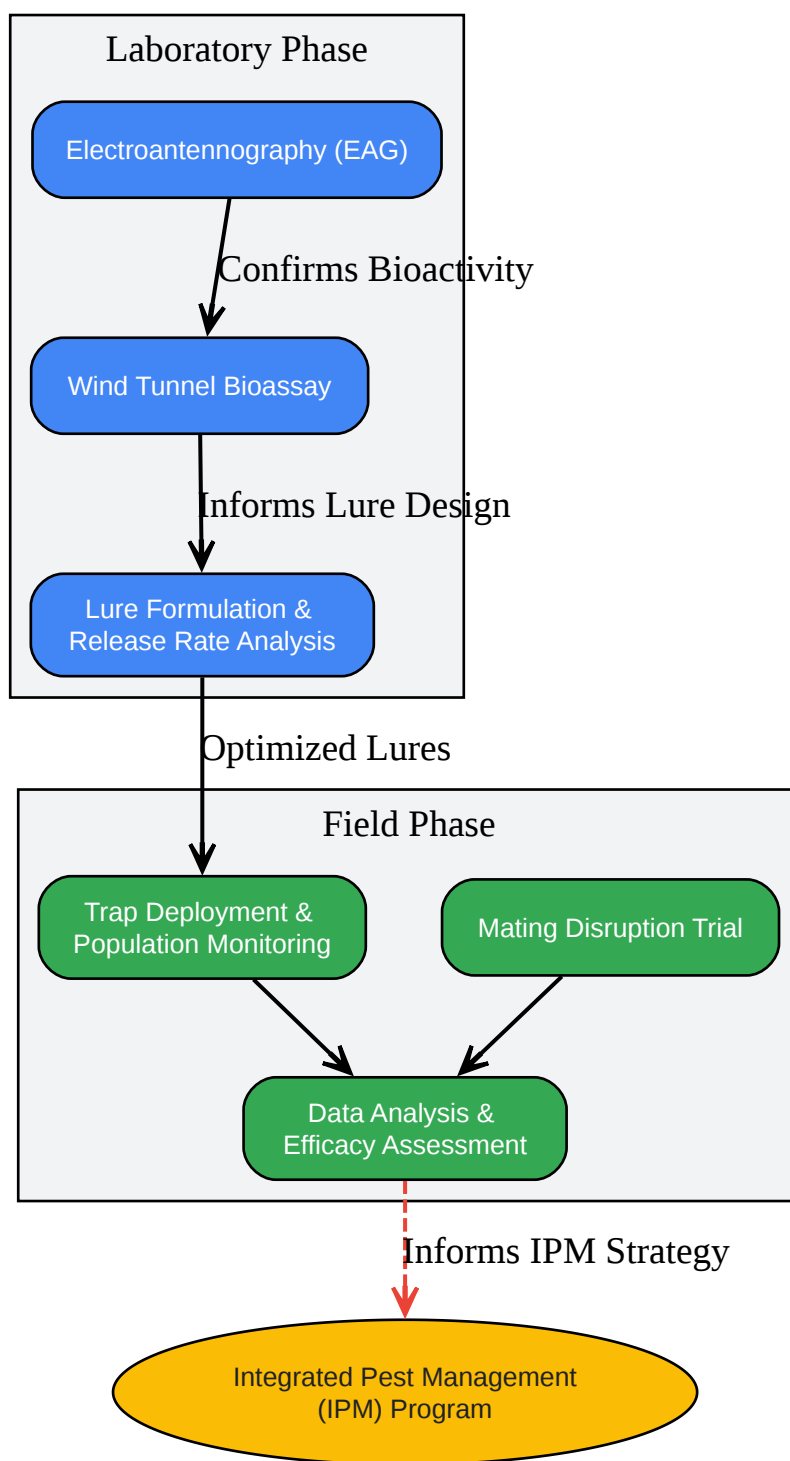 Laboratory Phase
Electroantennography (EAG)
Confirms Bioactivity
Wind Tunnel Bioassay
Informs Lure Design
Lure Formulation &
Release Rate Analysis
Optimized Lures
Field Phase
Trap Deployment &
Population Monitoring
Mating Disruption Trial
Data Analysis &
Efficacy Assessment
Informs IPM Strategy
Integrated Pest Management
(IPM) Program